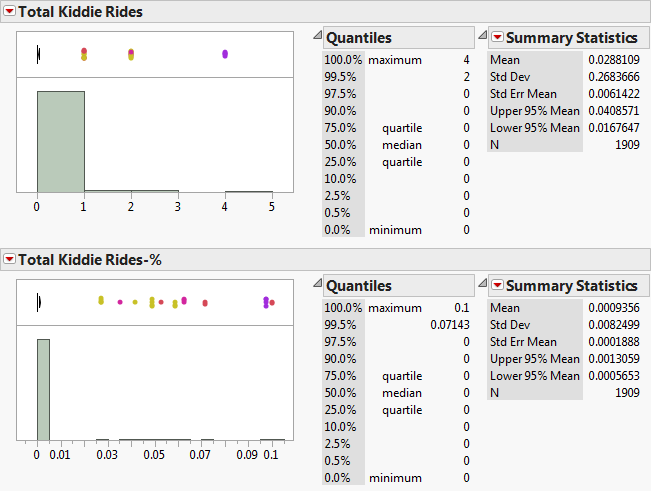 Total Kiddie Rides
0 1 2 3 4 5
Quantiles
100.0% maximum 4
99.5% 2
97.5% 0
90.0% 0
75.0% quartile 0
50.0% median 0
25.0% quartile 0
10.0% 0
2.5% 0
0.5% 0
0.0% minimum 0
Summary Statistics
Mean 0.0288109
Std Dev 0.2683666
Std Err Mean 0.0061422
Upper 95% Mean 0.0408571
Lower 95% Mean 0.0167647
N 1909
Total Kiddie Rides-%
0 0.01 0.03 0.05 0.07 0.09 0.1
Quantiles
100.0% maximum 0.1
99.5% 0.07143
97.5% 0
90.0% 0
75.0% quartile 0
50.0% median 0
25.0% quartile 0
10.0% 0
2.5% 0
0.5% 0
0.0% minimum 0
Summary Statistics
Mean 0.0009356
Std Dev 0.0082499
Std Err Mean 0.0001888
Upper 95% Mean 0.0013059
Lower 95% Mean 0.0005653
N 1909